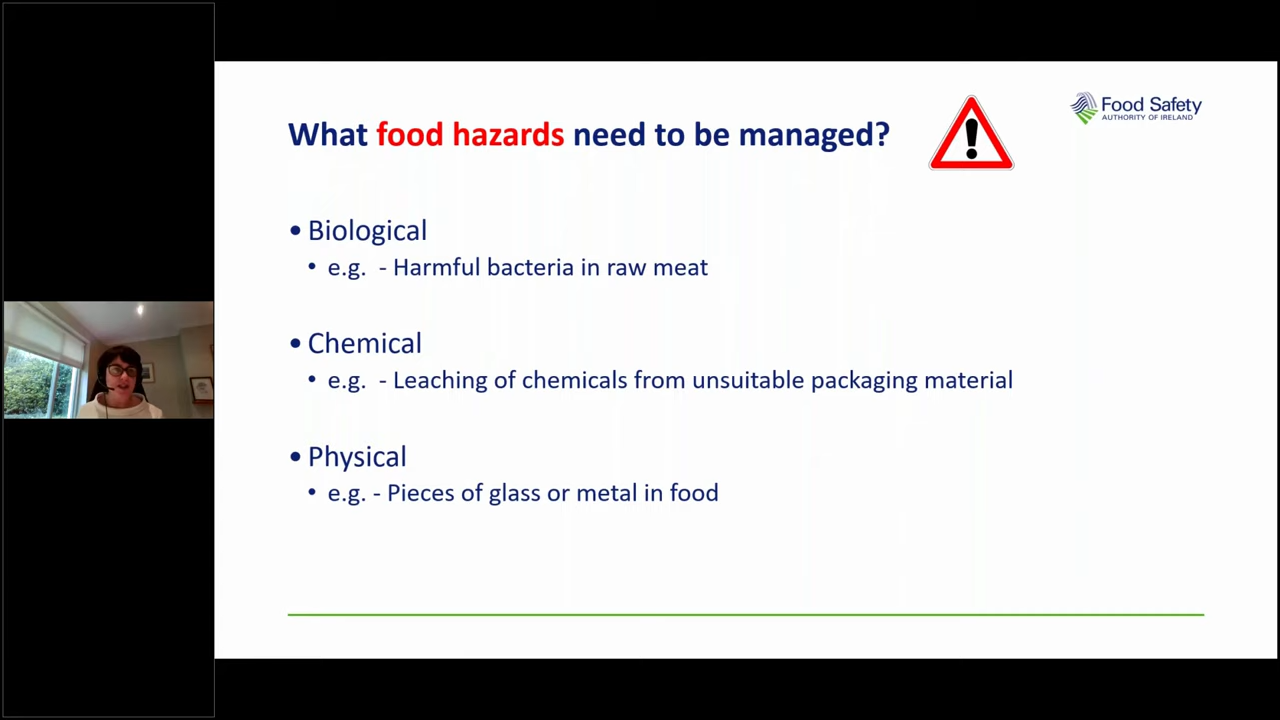 What food hazards need to be managed?
Food Safety
AUTHORITY OF IRELAND
• Biological
• e.g. - Harmful bacteria in raw meat
• Chemical
• e.g. - Leaching of chemicals from unsuitable packaging material
• Physical
• e.g. - Pieces of glass or metal in food